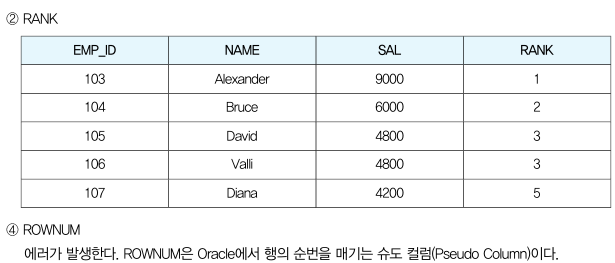 ② RANK
EMP_ID NAME SAL RANK
103 Alexander 9000 1
104 Bruce 6000 2
105 David 4800 3
106 Valli 4800 3
107 Diana 4200 5
④ ROWNUM
에러가 발생한다. ROWNUM은 Oracle에서 행의 순번을 매기는 슈도 컬럼(Pseudo Column)이다.